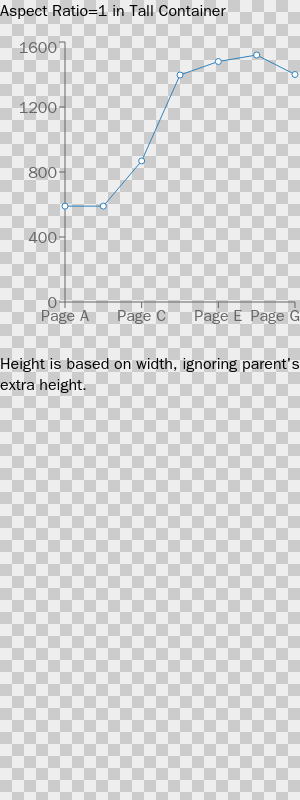 Aspect Ratio=1 in Tall Container
1600
1200
800
400
0
Page A Page C Page E Page G
Height is based on width, ignoring parent's
extra height.